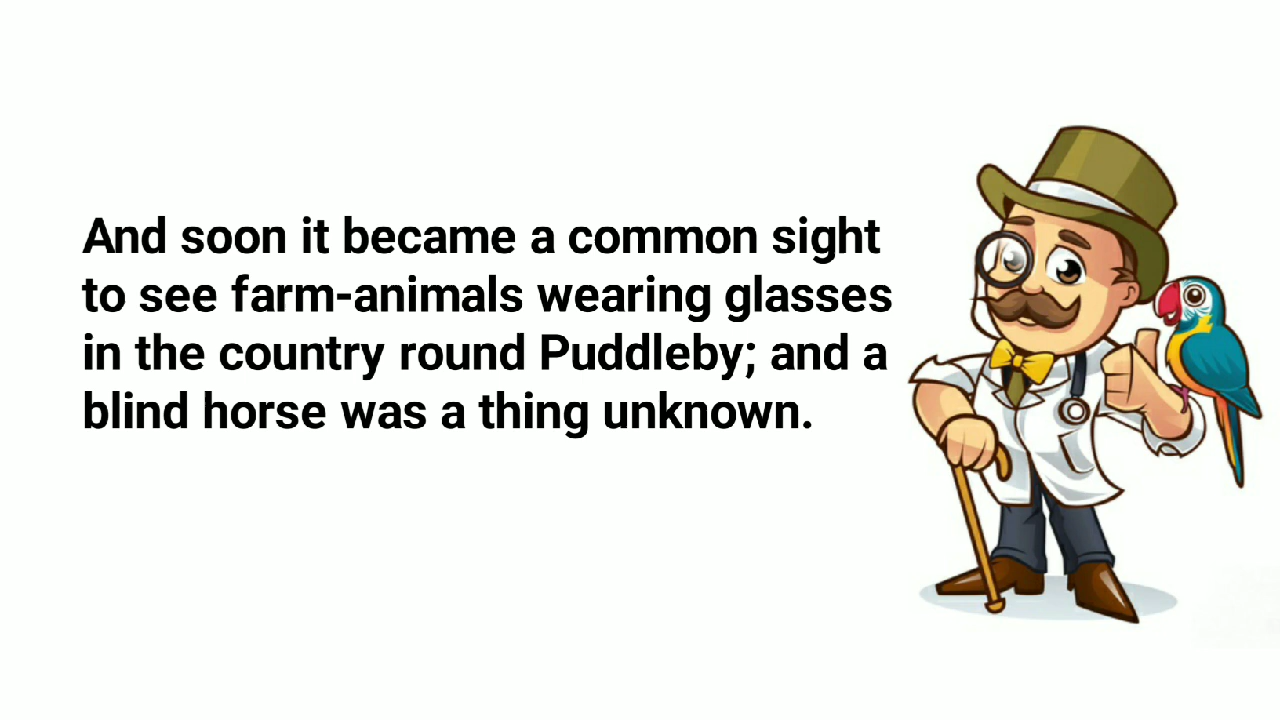 And soon it became a common sight
to see farm-animals wearing glasses
in the country round Puddleby; and a
blind horse was a thing unknown.